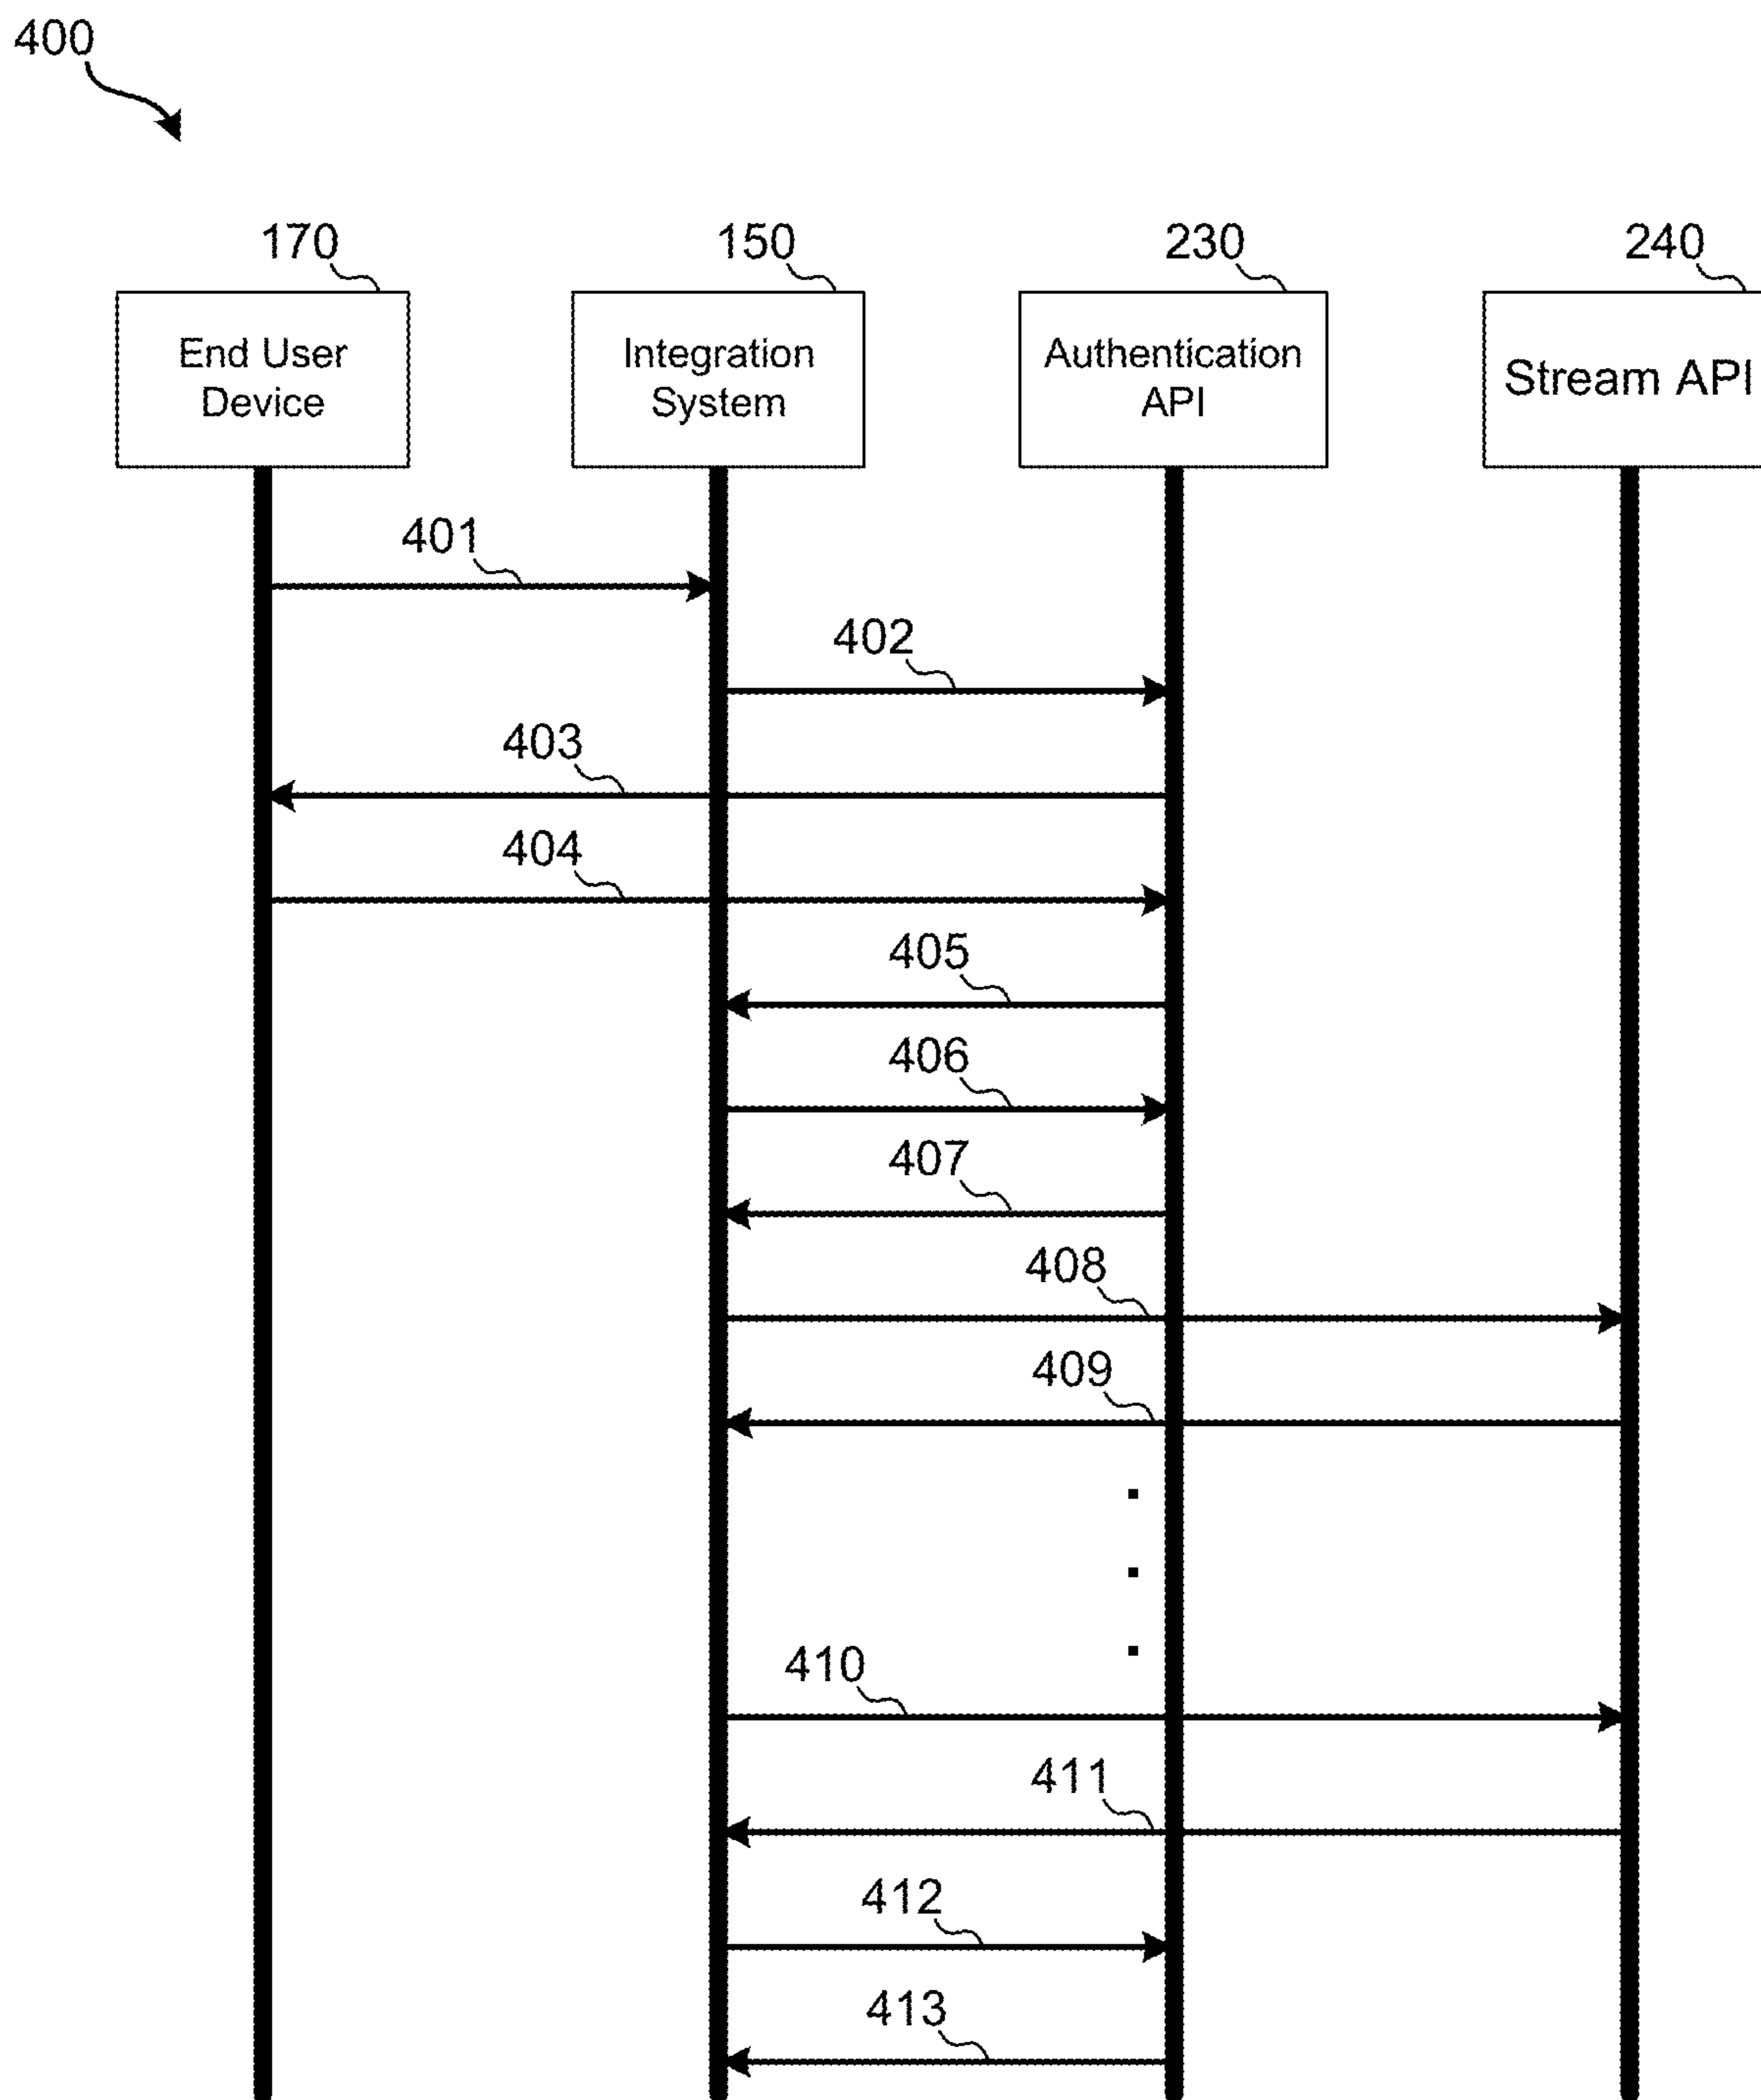 400
170
150
230
240
End User
Device
Integration
System
Authentication
API
Stream API
401
402
403
404
405
406
407
408
409
410
411
412
413